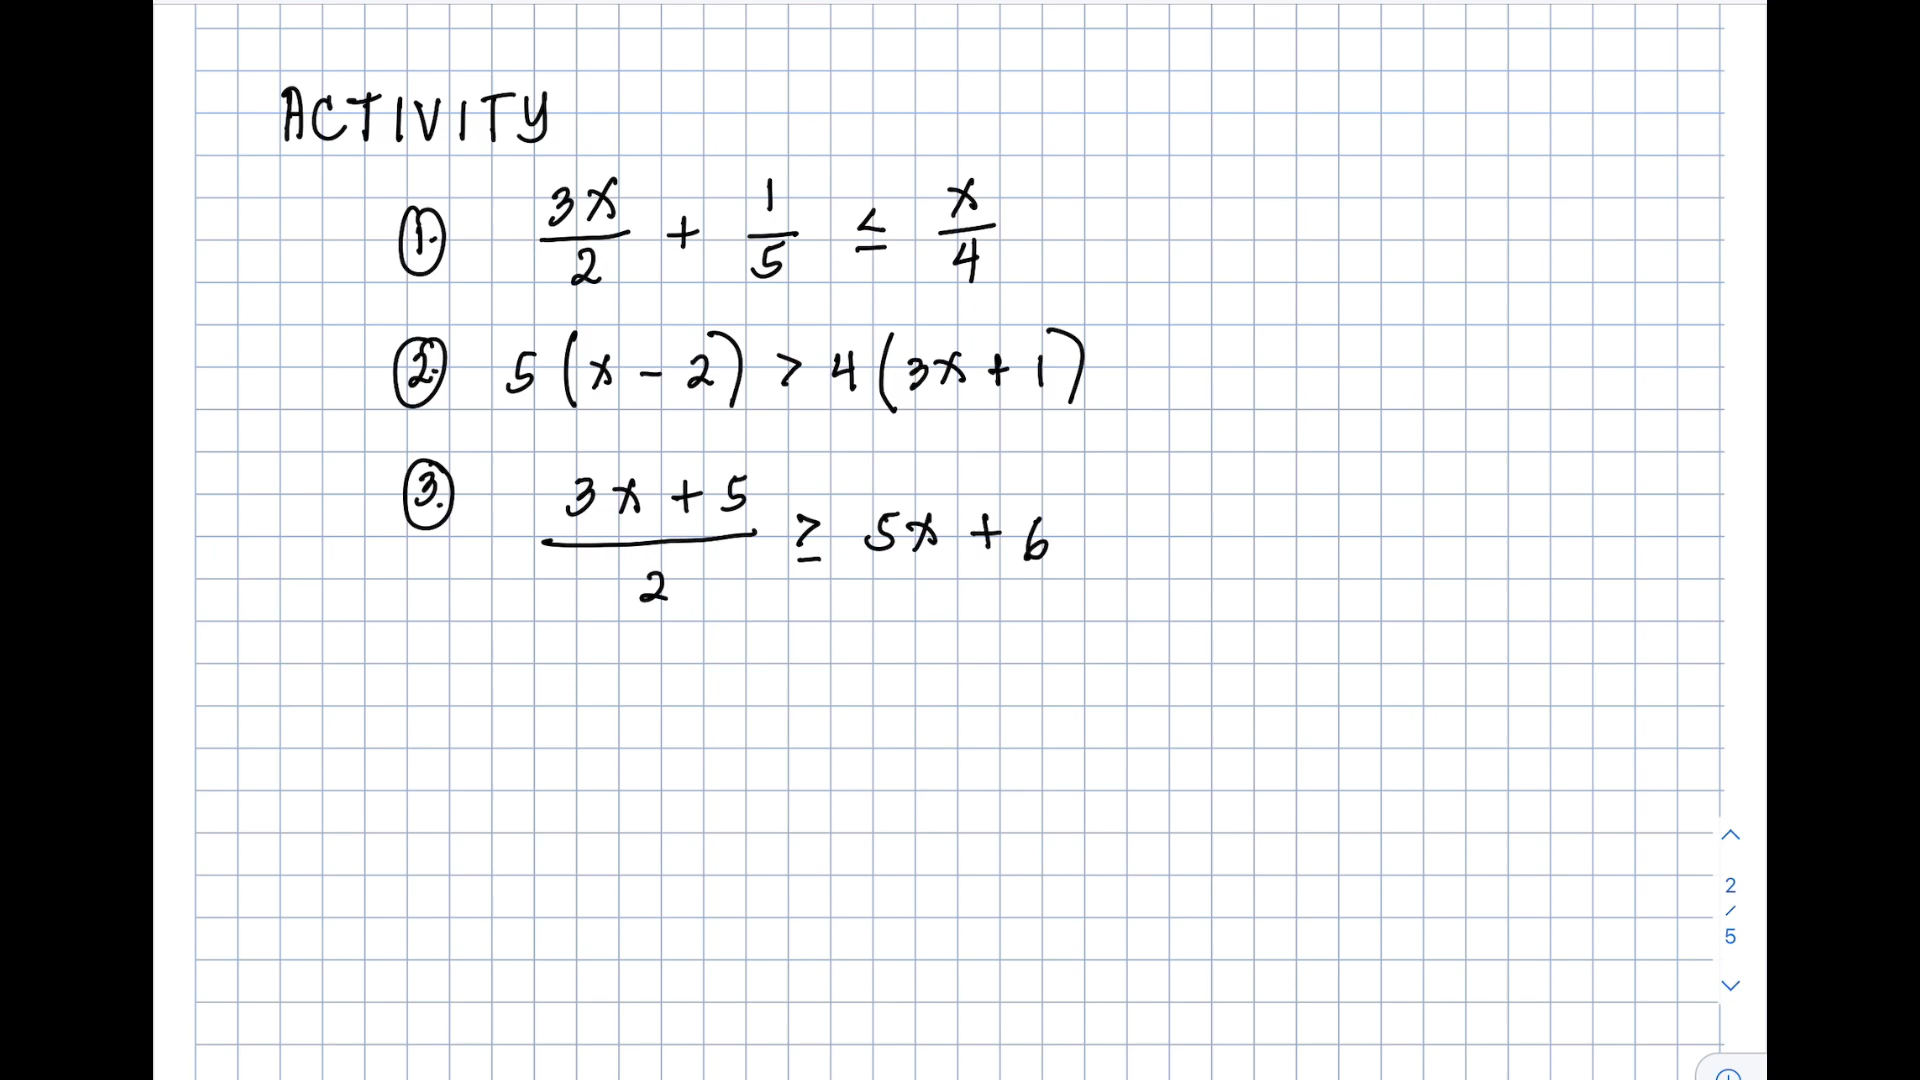 ACTIVITY
1. 3x/2 + 1/5 ≤ x/4
2. 5(x - 2) > 4(3x + 1)
3. (3x + 5)/2 ≥ 5x + 6
2
/
5